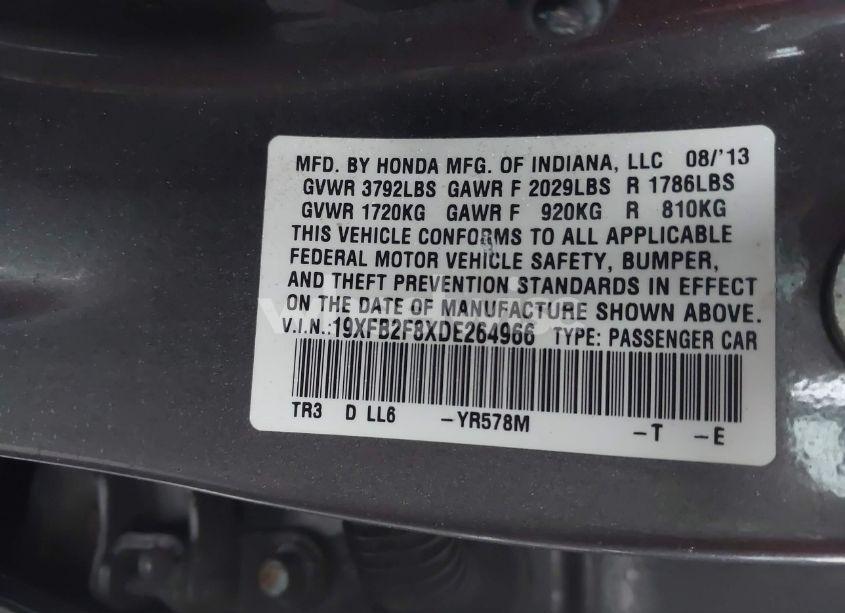 MFD. BY HONDA MFG. OF INDIANA, LLC 08/'13
GVWR 3792LBS GAWR F 2029LBS R 1786LBS
GVWR 1720KG GAWR F 920KG R 810KG
THIS VEHICLE CONFORMS TO ALL APPLICABLE
FEDERAL MOTOR VEHICLE SAFETY, BUMPER,
AND THEFT PREVENTION STANDARDS IN EFFECT
ON THE DATE OF MANUFACTURE SHOWN ABOVE.
V.I.N.:19XFB2F8XDE264966 TYPE: PASSENGER CAR
TR3 D LL6 -YR578M -T -E